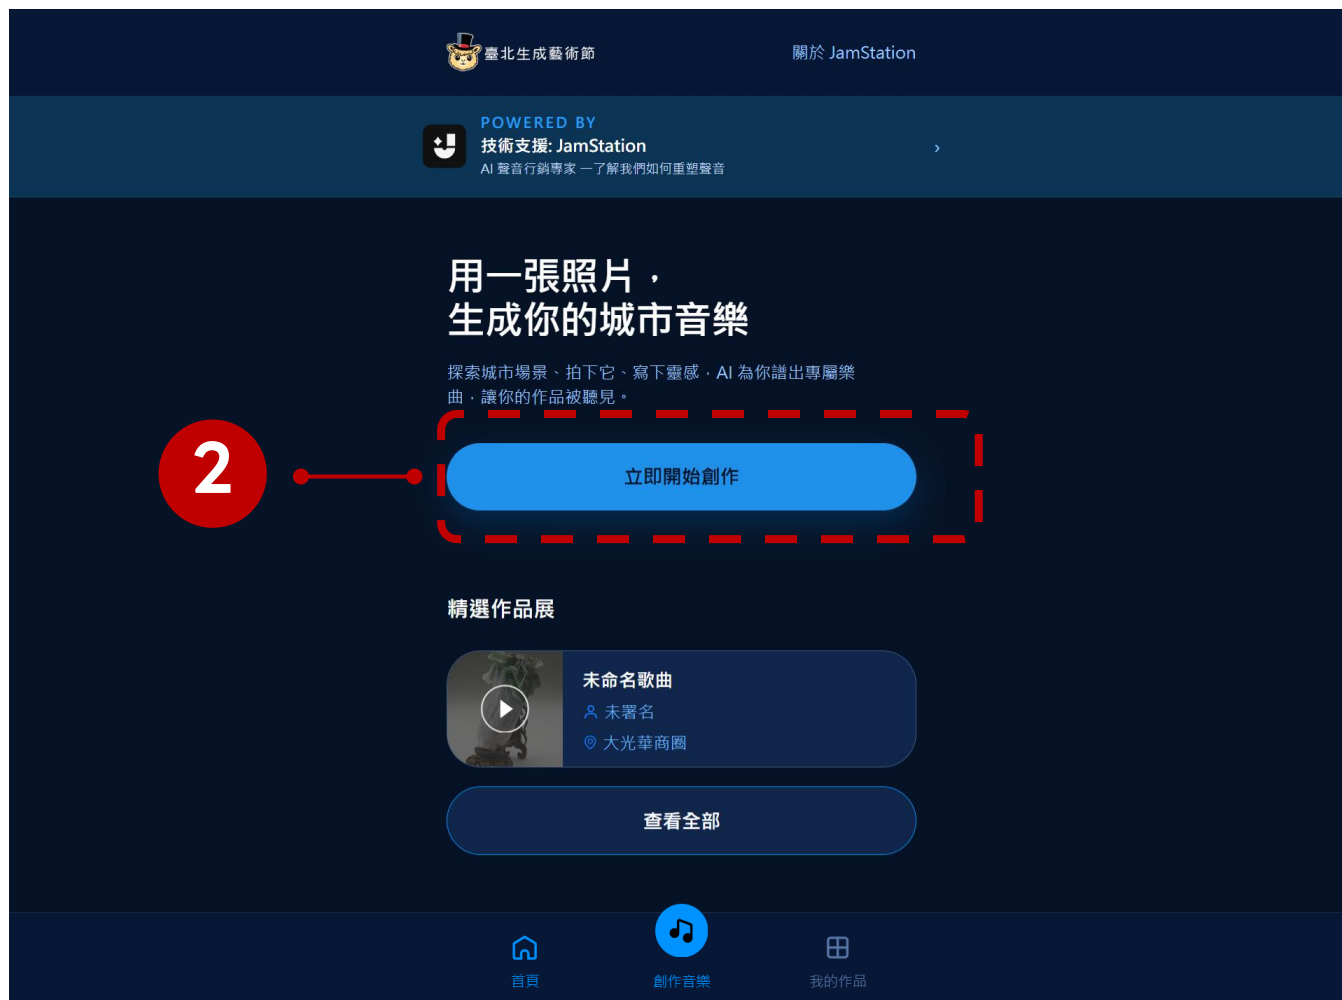 臺北生成藝術節
關於 JamStation
POWERED BY
技術支援: JamStation
AI 聲音行銷專家 — 了解我們如何重塑聲音
用一張照片，
生成你的城市音樂
探索城市場景、拍下它、寫下靈感，AI 為你譜出專屬樂
曲，讓你的作品被聽見。
2
立即開始創作
精選作品展
未命名歌曲
未署名
大光華商圈
查看全部
首頁
創作音樂
我的作品